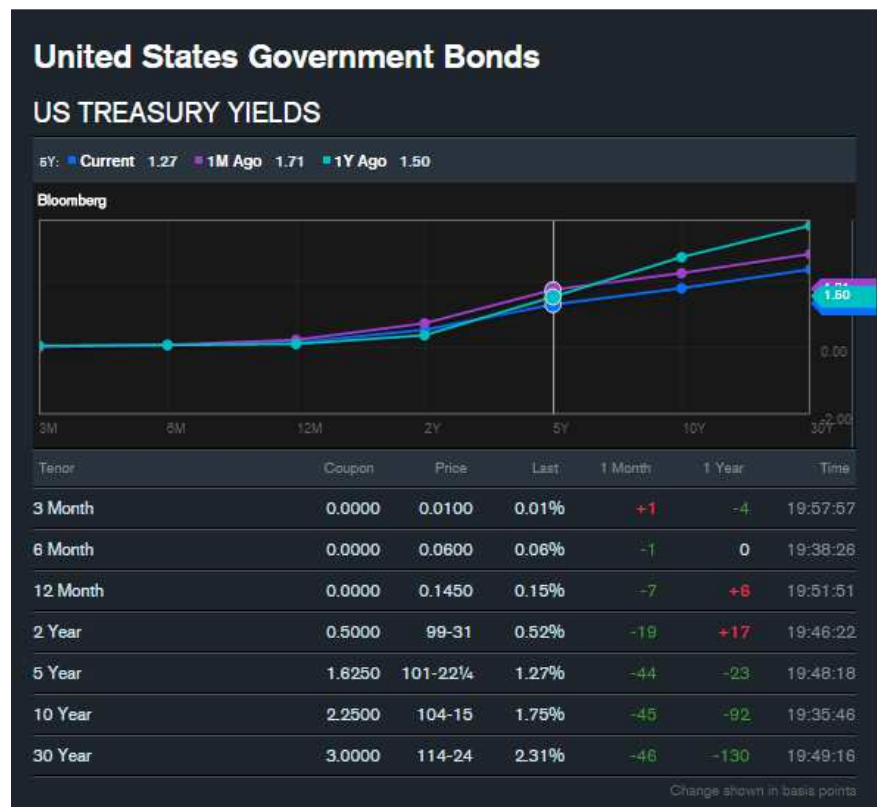 United States Government Bonds
US TREASURY YIELDS
5Y: Current 1.27 1M Ago 1.71 1Y Ago 1.50
Bloomberg
1.50
0.00
-2.00
3M 6M 12M 2Y 5Y 10Y 30Y
Tenor Coupon Price Last 1 Month 1 Year Time
3 Month 0.0000 0.0100 0.01% +1 -4 19:57:57
6 Month 0.0000 0.0600 0.06% -1 0 19:38:26
12 Month 0.0000 0.1450 0.15% -7 +6 19:51:51
2 Year 0.5000 99-31 0.52% -19 +17 19:46:22
5 Year 1.6250 101-22¼ 1.27% -44 -23 19:48:18
10 Year 2.2500 104-15 1.75% -45 -92 19:35:46
30 Year 3.0000 114-24 2.31% -46 -130 19:49:16
Change shown in basis points